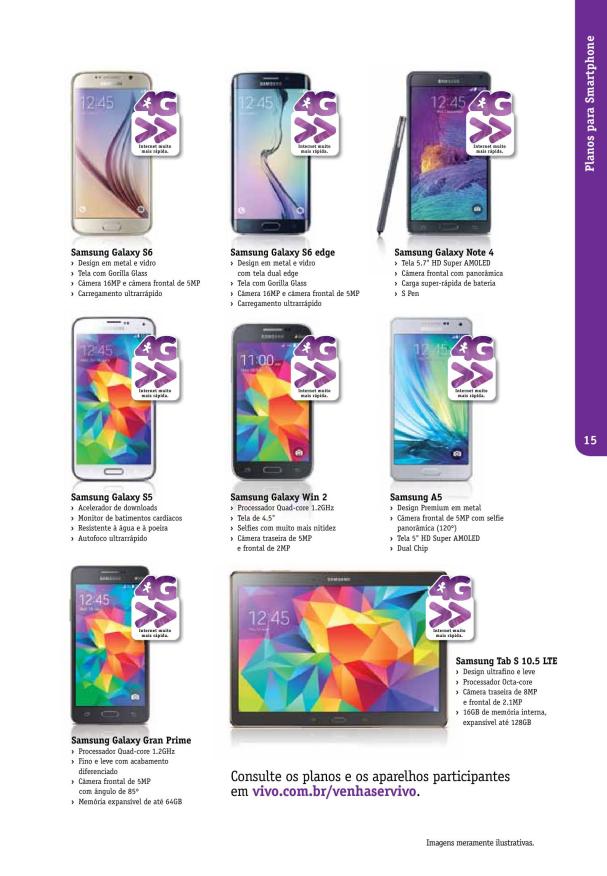 Planos para Smartphone
12:45
4G
Internet muito
mais rápida.
Samsung Galaxy S6
› Design em metal e vidro
› Tela com Gorilla Glass
› Câmera 16MP e câmera frontal de 5MP
› Carregamento ultrarrápido
12:45
4G
Internet muito
mais rápida.
Samsung Galaxy S6 edge
› Design em metal e vidro
com tela dual edge
› Tela com Gorilla Glass
› Câmera 16MP e câmera frontal de 5MP
› Carregamento ultrarrápido
SAMSUNG
12:45
4G
Internet muito
mais rápida.
Samsung Galaxy Note 4
› Tela 5.7" HD Super AMOLED
› Câmera frontal com panorâmica
› Carga super-rápida de bateria
› S Pen
12:45
4G
Internet muito
mais rápida.
Samsung Galaxy S5
› Acelerador de downloads
› Monitor de batimentos cardíacos
› Resistente à água e à poeira
› Autofoco ultrarrápido
SAMSUNG
11:00
4G
Internet muito
mais rápida.
Samsung Galaxy Win 2
› Processador Quad-core 1.2GHz
› Tela de 4.5"
› Selfies com muito mais nitidez
› Câmera traseira de 5MP
e frontal de 2MP
12:45
4G
Internet muito
mais rápida.
Samsung A5
› Design Premium em metal
› Câmera frontal de 5MP com selfie
panorâmica (120°)
› Tela 5" HD Super AMOLED
› Dual Chip
15
12:45
4G
Internet muito
mais rápida.
Samsung Galaxy Gran Prime
› Processador Quad-core 1.2GHz
› Fino e leve com acabamento
diferenciado
› Câmera frontal de 5MP
com ângulo de 85°
› Memória expansível de até 64GB
SAMSUNG
12:45
4G
Internet muito
mais rápida.
Samsung Tab S 10.5 LTE
› Design ultrafino e leve
› Processador Octa-core
› Câmera traseira de 8MP
e frontal de 2.1MP
› 16GB de memória interna,
expansível até 128GB
Consulte os planos e os aparelhos participantes
em vivo.com.br/venhaservivo.
Imagens meramente ilustrativas.